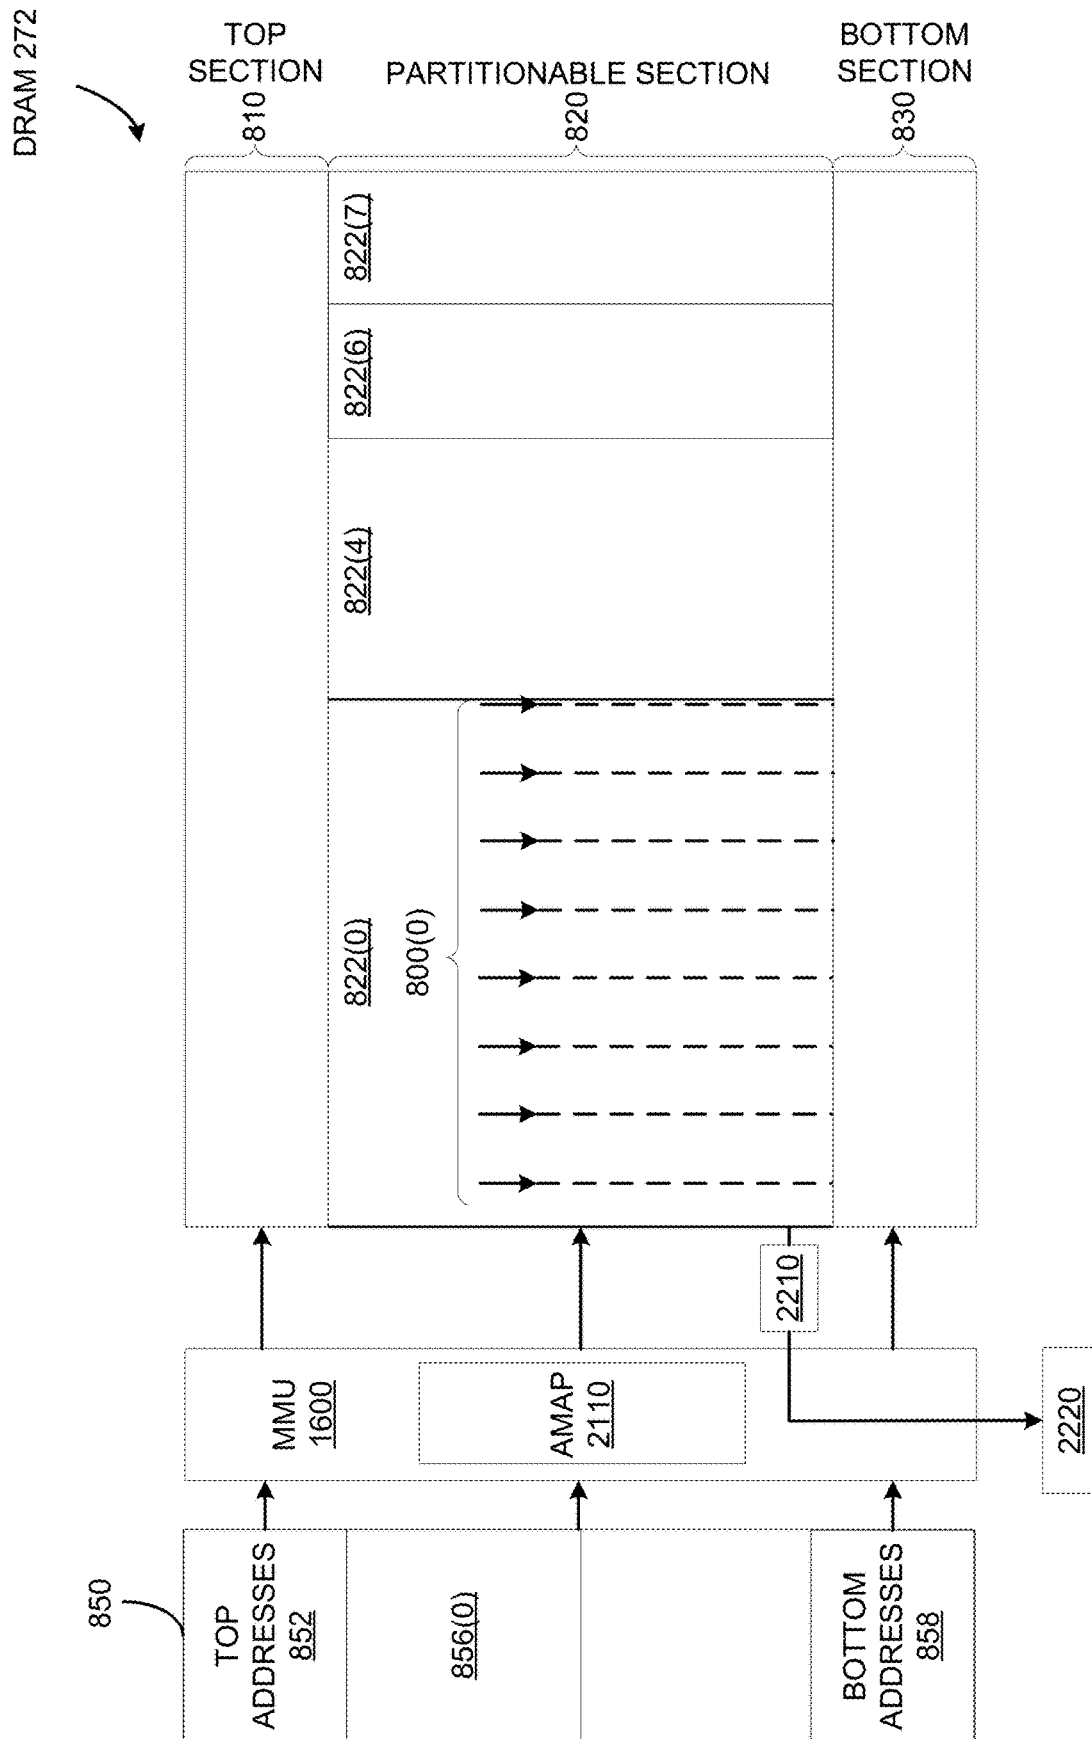 DRAM 272
TOP
SECTION
810
PARTITIONABLE SECTION
820
BOTTOM
SECTION
830
822(0)
822(4)
822(6)
822(7)
800(0)
850
TOP
ADDRESSES
852
856(0)
BOTTOM
ADDRESSES
858
MMU
1600
AMAP
2110
2210
2220